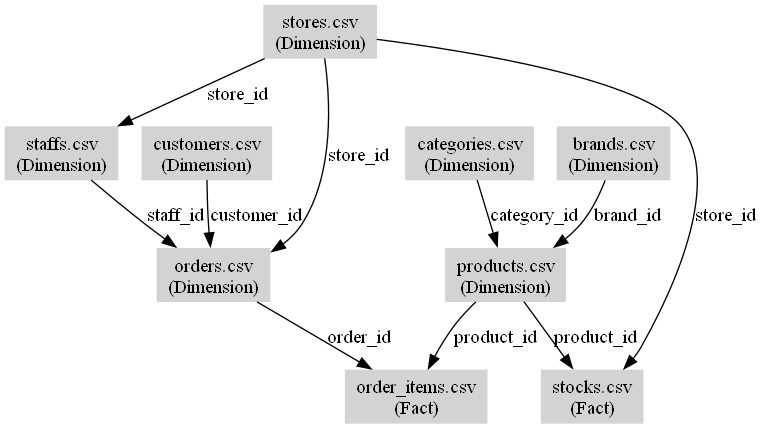 stores.csv
(Dimension)
store_id
staffs.csv
(Dimension)
customers.csv
(Dimension)
store_id
categories.csv
(Dimension)
brands.csv
(Dimension)
staff_id
customer_id
category_id
brand_id
store_id
orders.csv
(Dimension)
products.csv
(Dimension)
order_id
product_id
product_id
order_items.csv
(Fact)
stocks.csv
(Fact)